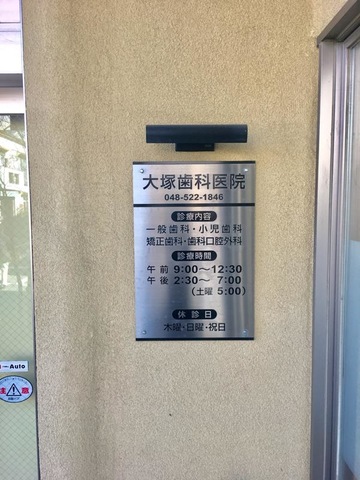 大塚歯科医院
048-522-1846
診療内容
一般歯科・小児歯科
矯正歯科・歯科口腔外科
診療時間
午前 9:00～12:30
午後 2:30～ 7:00
(土曜 5:00)
休診日
木曜・日曜・祝日
Auto
注意